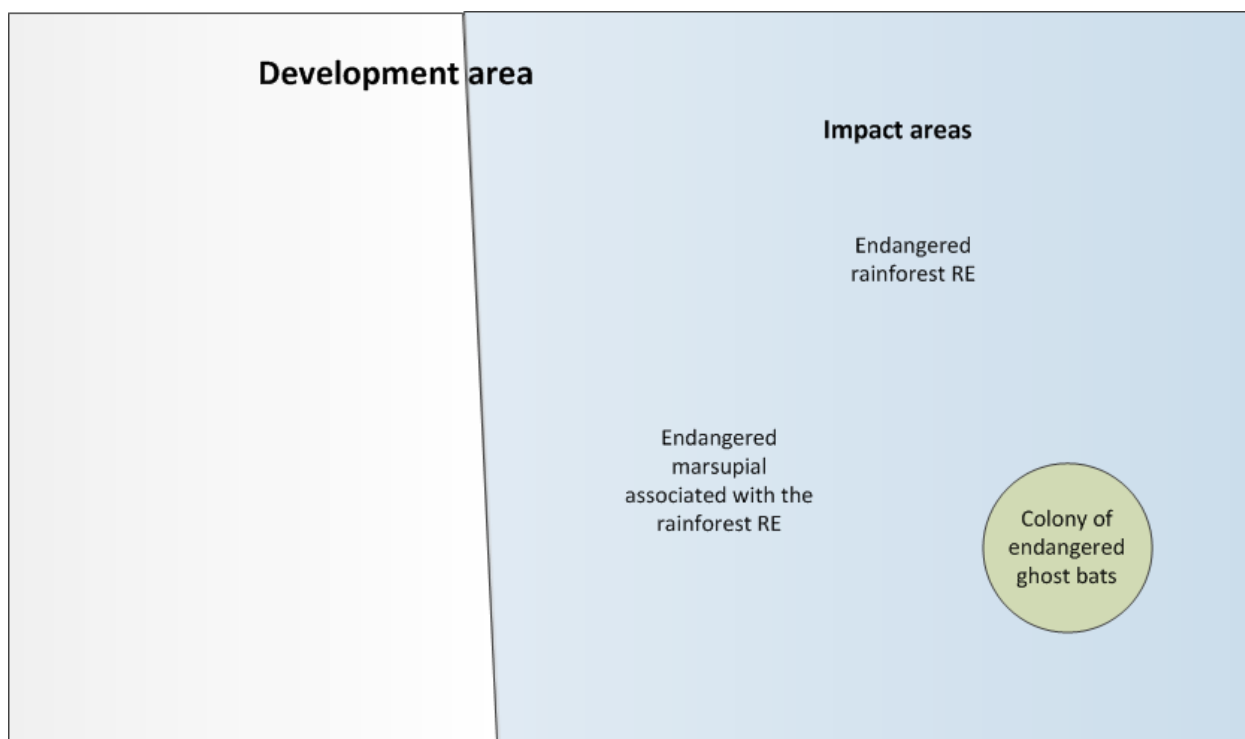 Development area
Impact areas
Endangered
rainforest RE
Endangered
marsupial
associated with the
rainforest RE
Colony of
endangered
ghost bats